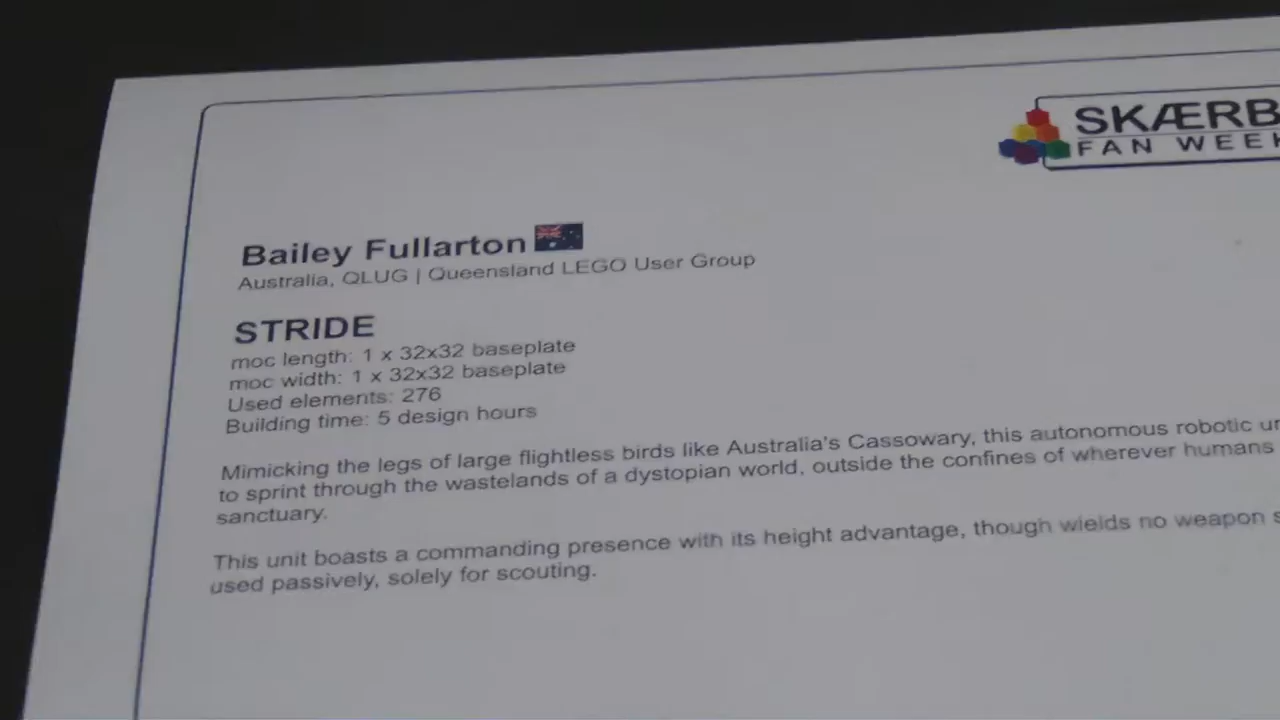 SKÆRB
FAN WEEK
Bailey Fullarton
Australia, QLUG | Queensland LEGO User Group
STRIDE
moc length: 1 x 32x32 baseplate
moc width: 1 x 32x32 baseplate
Used elements: 276
Building time: 5 design hours
Mimicking the legs of large flightless birds like Australia's Cassowary, this autonomous robotic
to sprint through the wastelands of a dystopian world, outside the confines of wherever humans
sanctuary.
This unit boasts a commanding presence with its height advantage, though wields no weapon
used passively, solely for scouting.